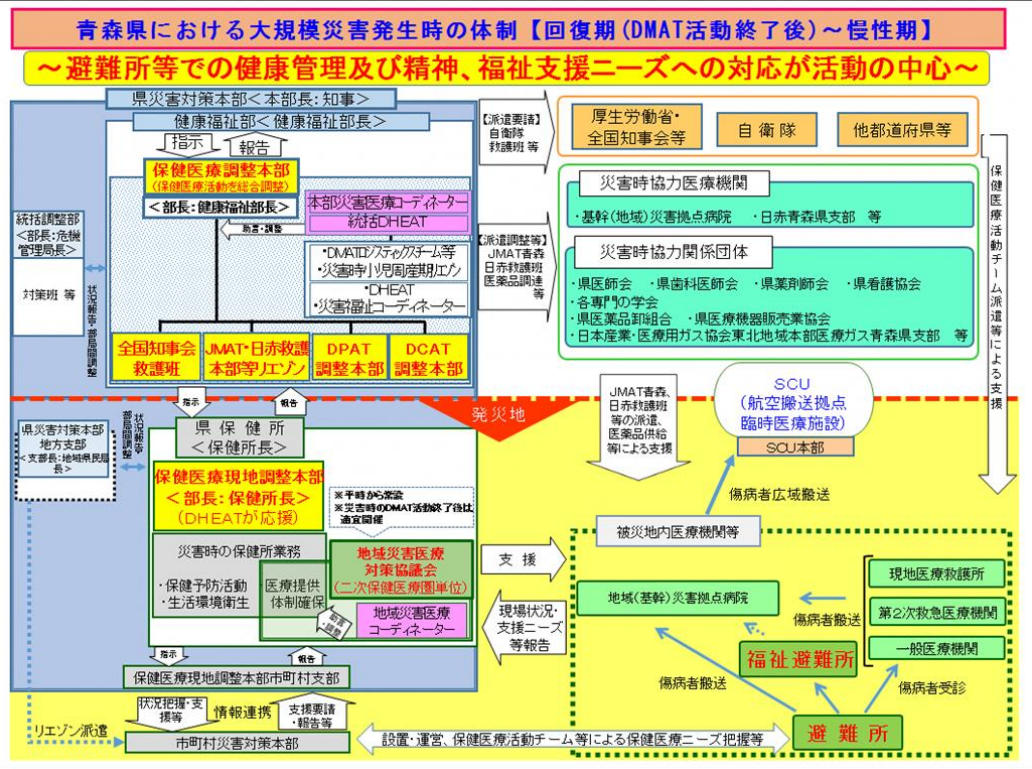 青森県における大規模災害発生時の体制【回復期(DMAT活動終了後)～慢性期】
～避難所等での健康管理及び精神、福祉支援ニーズへの対応が活動の中心～
県災害対策本部<本部長:知事>
健康福祉部<健康福祉部長>
指示
報告
保健医療調整本部
(保健医療活動を総合調整)
<部長:健康福祉部長>
本部災害医療コーディネーター
統括DHEAT
助言・調整
・DMATロジスティックスチーム等
・災害時小児周産期リエゾン
・DHEAT
・災害福祉コーディネーター
全国知事会
救護班
JMAT・日赤救護
本部等リエゾン
DPAT
調整本部
DCAT
調整本部
統括調整部
<部長:危機
管理局長>
対策班 等
状況報告・部局間調整
【派遣要請】
自衛隊
救護班 等
厚生労働省・
全国知事会等
自衛隊
他都道府県等
【派遣調整等】
JMAT青森
日赤救護班
医薬品調達
等
災害時協力医療機関
・基幹(地域)災害拠点病院 ・日赤青森県支部 等
災害時協力関係団体
・県医師会 ・県歯科医師会 ・県薬剤師会 ・県看護協会
・各専門の学会
・県医薬品卸組合 ・県医療機器販売業協会
・日本産業・医療用ガス協会東北地域本部医療ガス青森県支部 等
保健医療活動チーム派遣等による支援
指示
報告
発災地
県災害対策本部
地方支部
<支部長:地域県民局
長>
状況報告・
部局間調整
県保健所
<保健所長>
保健医療現地調整本部
<部長:保健所長>
(DHEATが応援)
※平時から常設
※災害時のDMAT活動終了後は
適宜開催
災害時の保健所業務
・保健予防活動
・生活環境衛生
・医療提供
体制確保
地域災害医療
対策協議会
(二次保健医療圏単位)
助言・調整
地域災害医療
コーディネーター
指示
報告
保健医療現地調整本部市町村支部
状況把握・支
援等
情報連携
支援要請
・報告等
リエゾン派遣
市町村災害対策本部
設置・運営、保健医療活動チーム等による保健医療ニーズ把握等
JMAT青森、
日赤救護班
等の派遣、
医薬品供給
等による支援
SCU
(航空搬送拠点
臨時医療施設)
SCU本部
傷病者広域搬送
被災地内医療機関等
支援
現場状況・
支援ニーズ
等報告
地域(基幹)災害拠点病院
傷病者搬送
現地医療救護所
第2次救急医療機関
一般医療機関
福祉避難所
傷病者搬送
傷病者受診
避難所